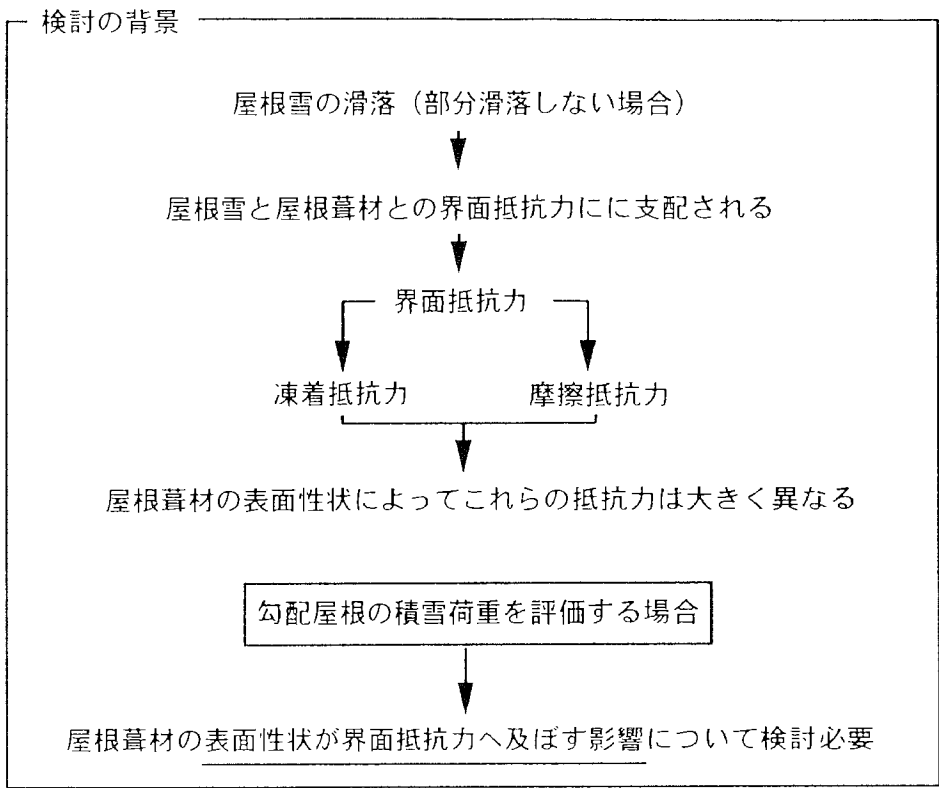 検討の背景
屋根雪の滑落（部分滑落しない場合）
屋根雪と屋根葺材との界面抵抗力にに支配される
界面抵抗力
凍着抵抗力
摩擦抵抗力
屋根葺材の表面性状によってこれらの抵抗力は大きく異なる
勾配屋根の積雪荷重を評価する場合
屋根葺材の表面性状が界面抵抗力へ及ぼす影響について検討必要